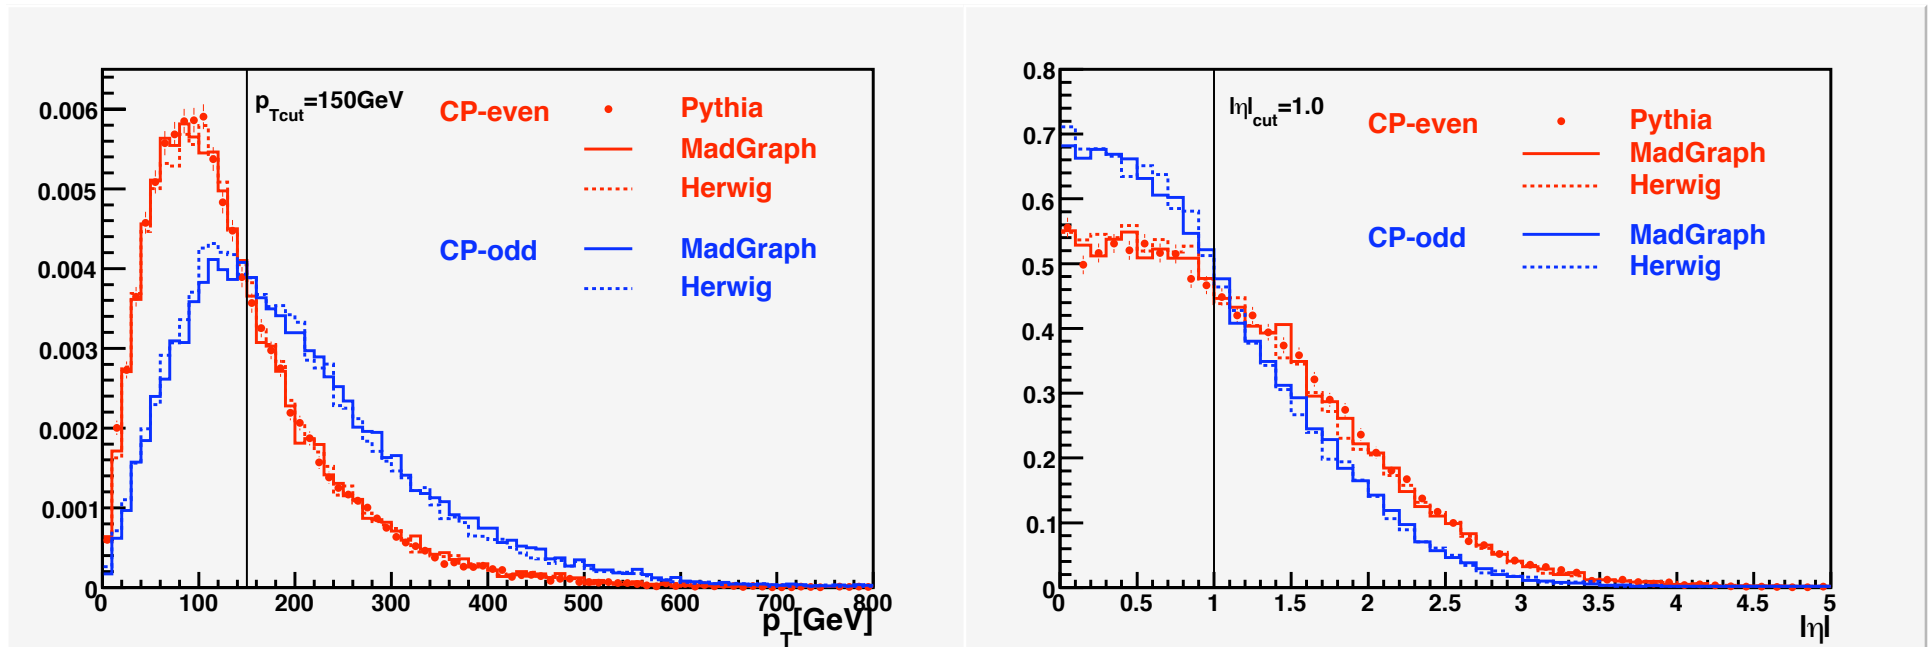 p_Tcut=150GeV
CP-even Pythia
MadGraph
Herwig
CP-odd MadGraph
Herwig
0.006
0.005
0.004
0.003
0.002
0.001
0
0 100 200 300 400 500 600 700 800
p_T[GeV]
|η|_cut=1.0
CP-even Pythia
MadGraph
Herwig
CP-odd MadGraph
Herwig
0.8
0.7
0.6
0.5
0.4
0.3
0.2
0.1
0
0 0.5 1 1.5 2 2.5 3 3.5 4 4.5 5
|η|